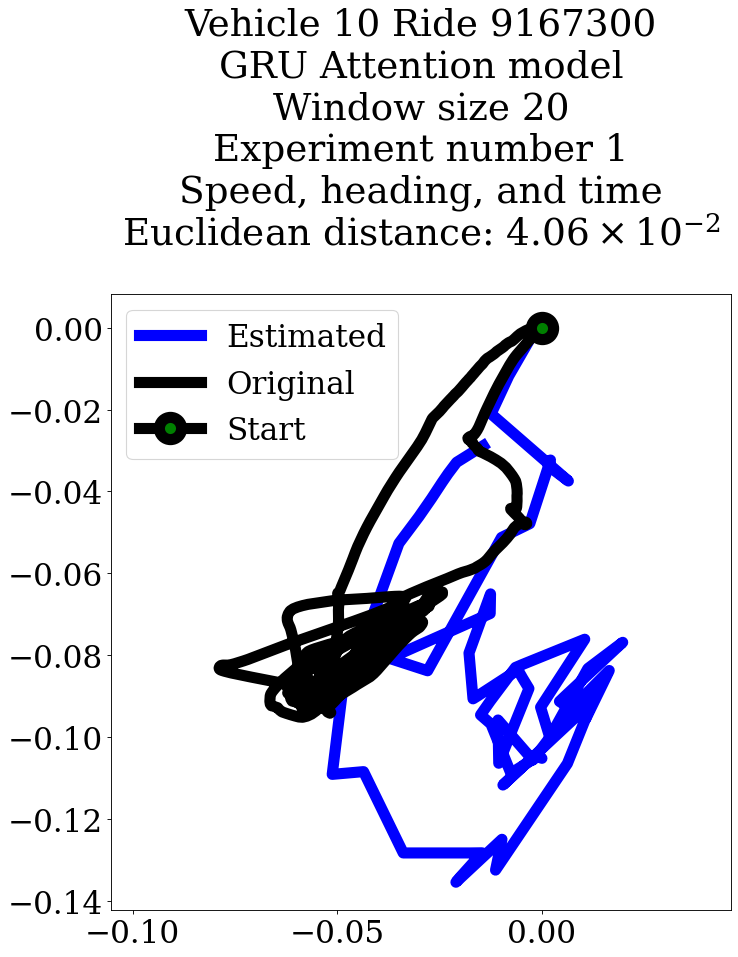 Vehicle 10 Ride 9167300
GRU Attention model
Window size 20
Experiment number 1
Speed, heading, and time
Euclidean distance: 4.06 × 10⁻²
Estimated
Original
Start
0.00
−0.02
−0.04
−0.06
−0.08
−0.10
−0.12
−0.14
−0.10
−0.05
0.00